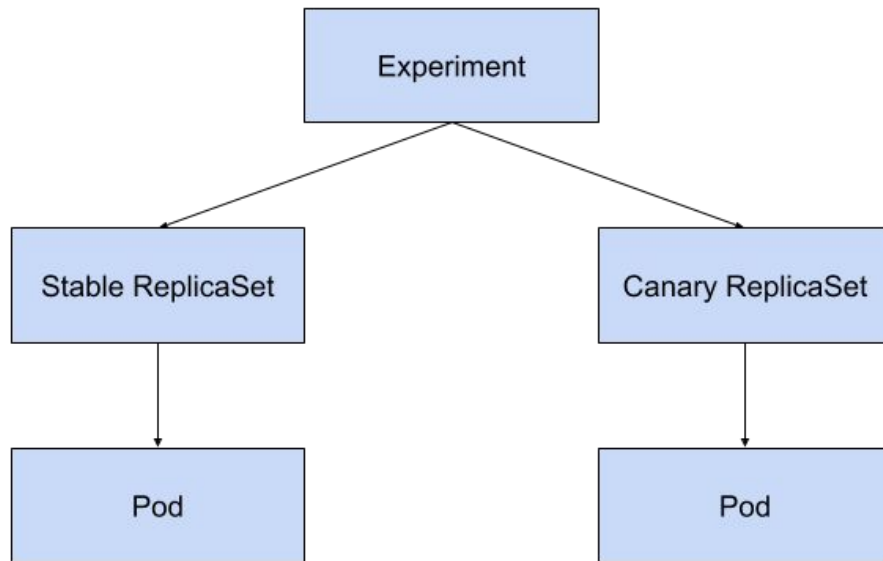 Experiment
Stable ReplicaSet
Canary ReplicaSet
Pod
Pod